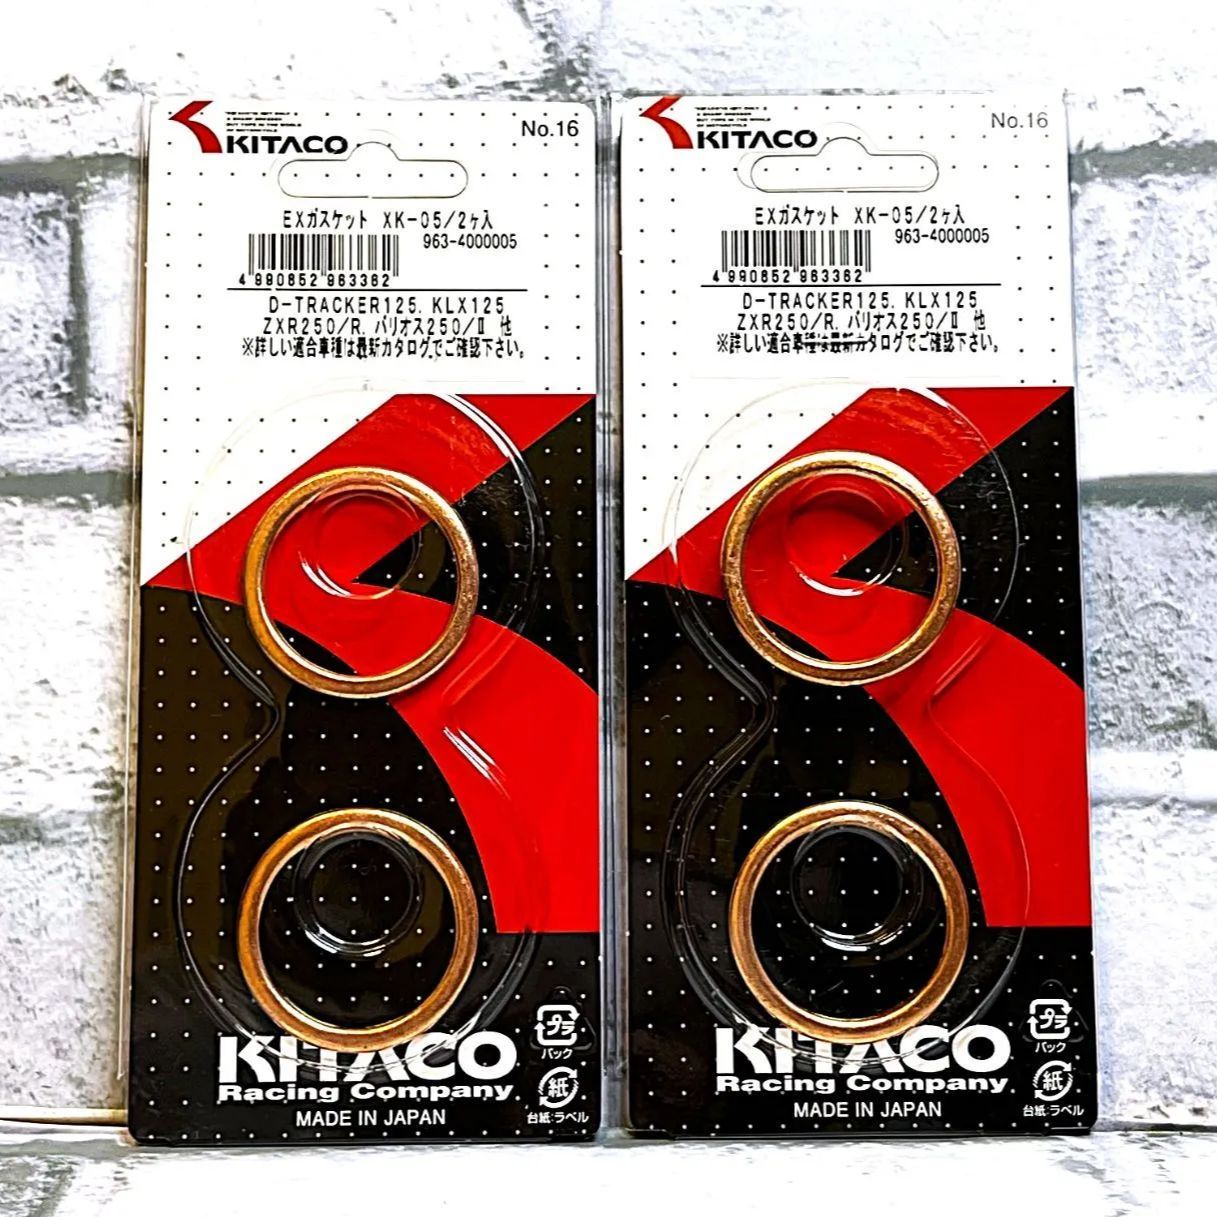 KITACO
No.16
EXガスケット XK-05/2ヶ入
963-4000005
4 990852 963362
D-TRACKER125. KLX125
ZXR250/R. バリオス250/Ⅱ 他
※詳しい適合車種は最新カタログでご確認下さい。
KITACO
Racing Company
MADE IN JAPAN
プラ
パック
紙
台紙:ラベル
KITACO
No.16
EXガスケット XK-05/2ヶ入
963-4000005
4 990852 963362
D-TRACKER125. KLX125
ZXR250/R. バリオス250/Ⅱ 他
※詳しい適合車種は最新カタログでご確認下さい。
KITACO
Racing Company
MADE IN JAPAN
プラ
パック
紙
台紙:ラベル